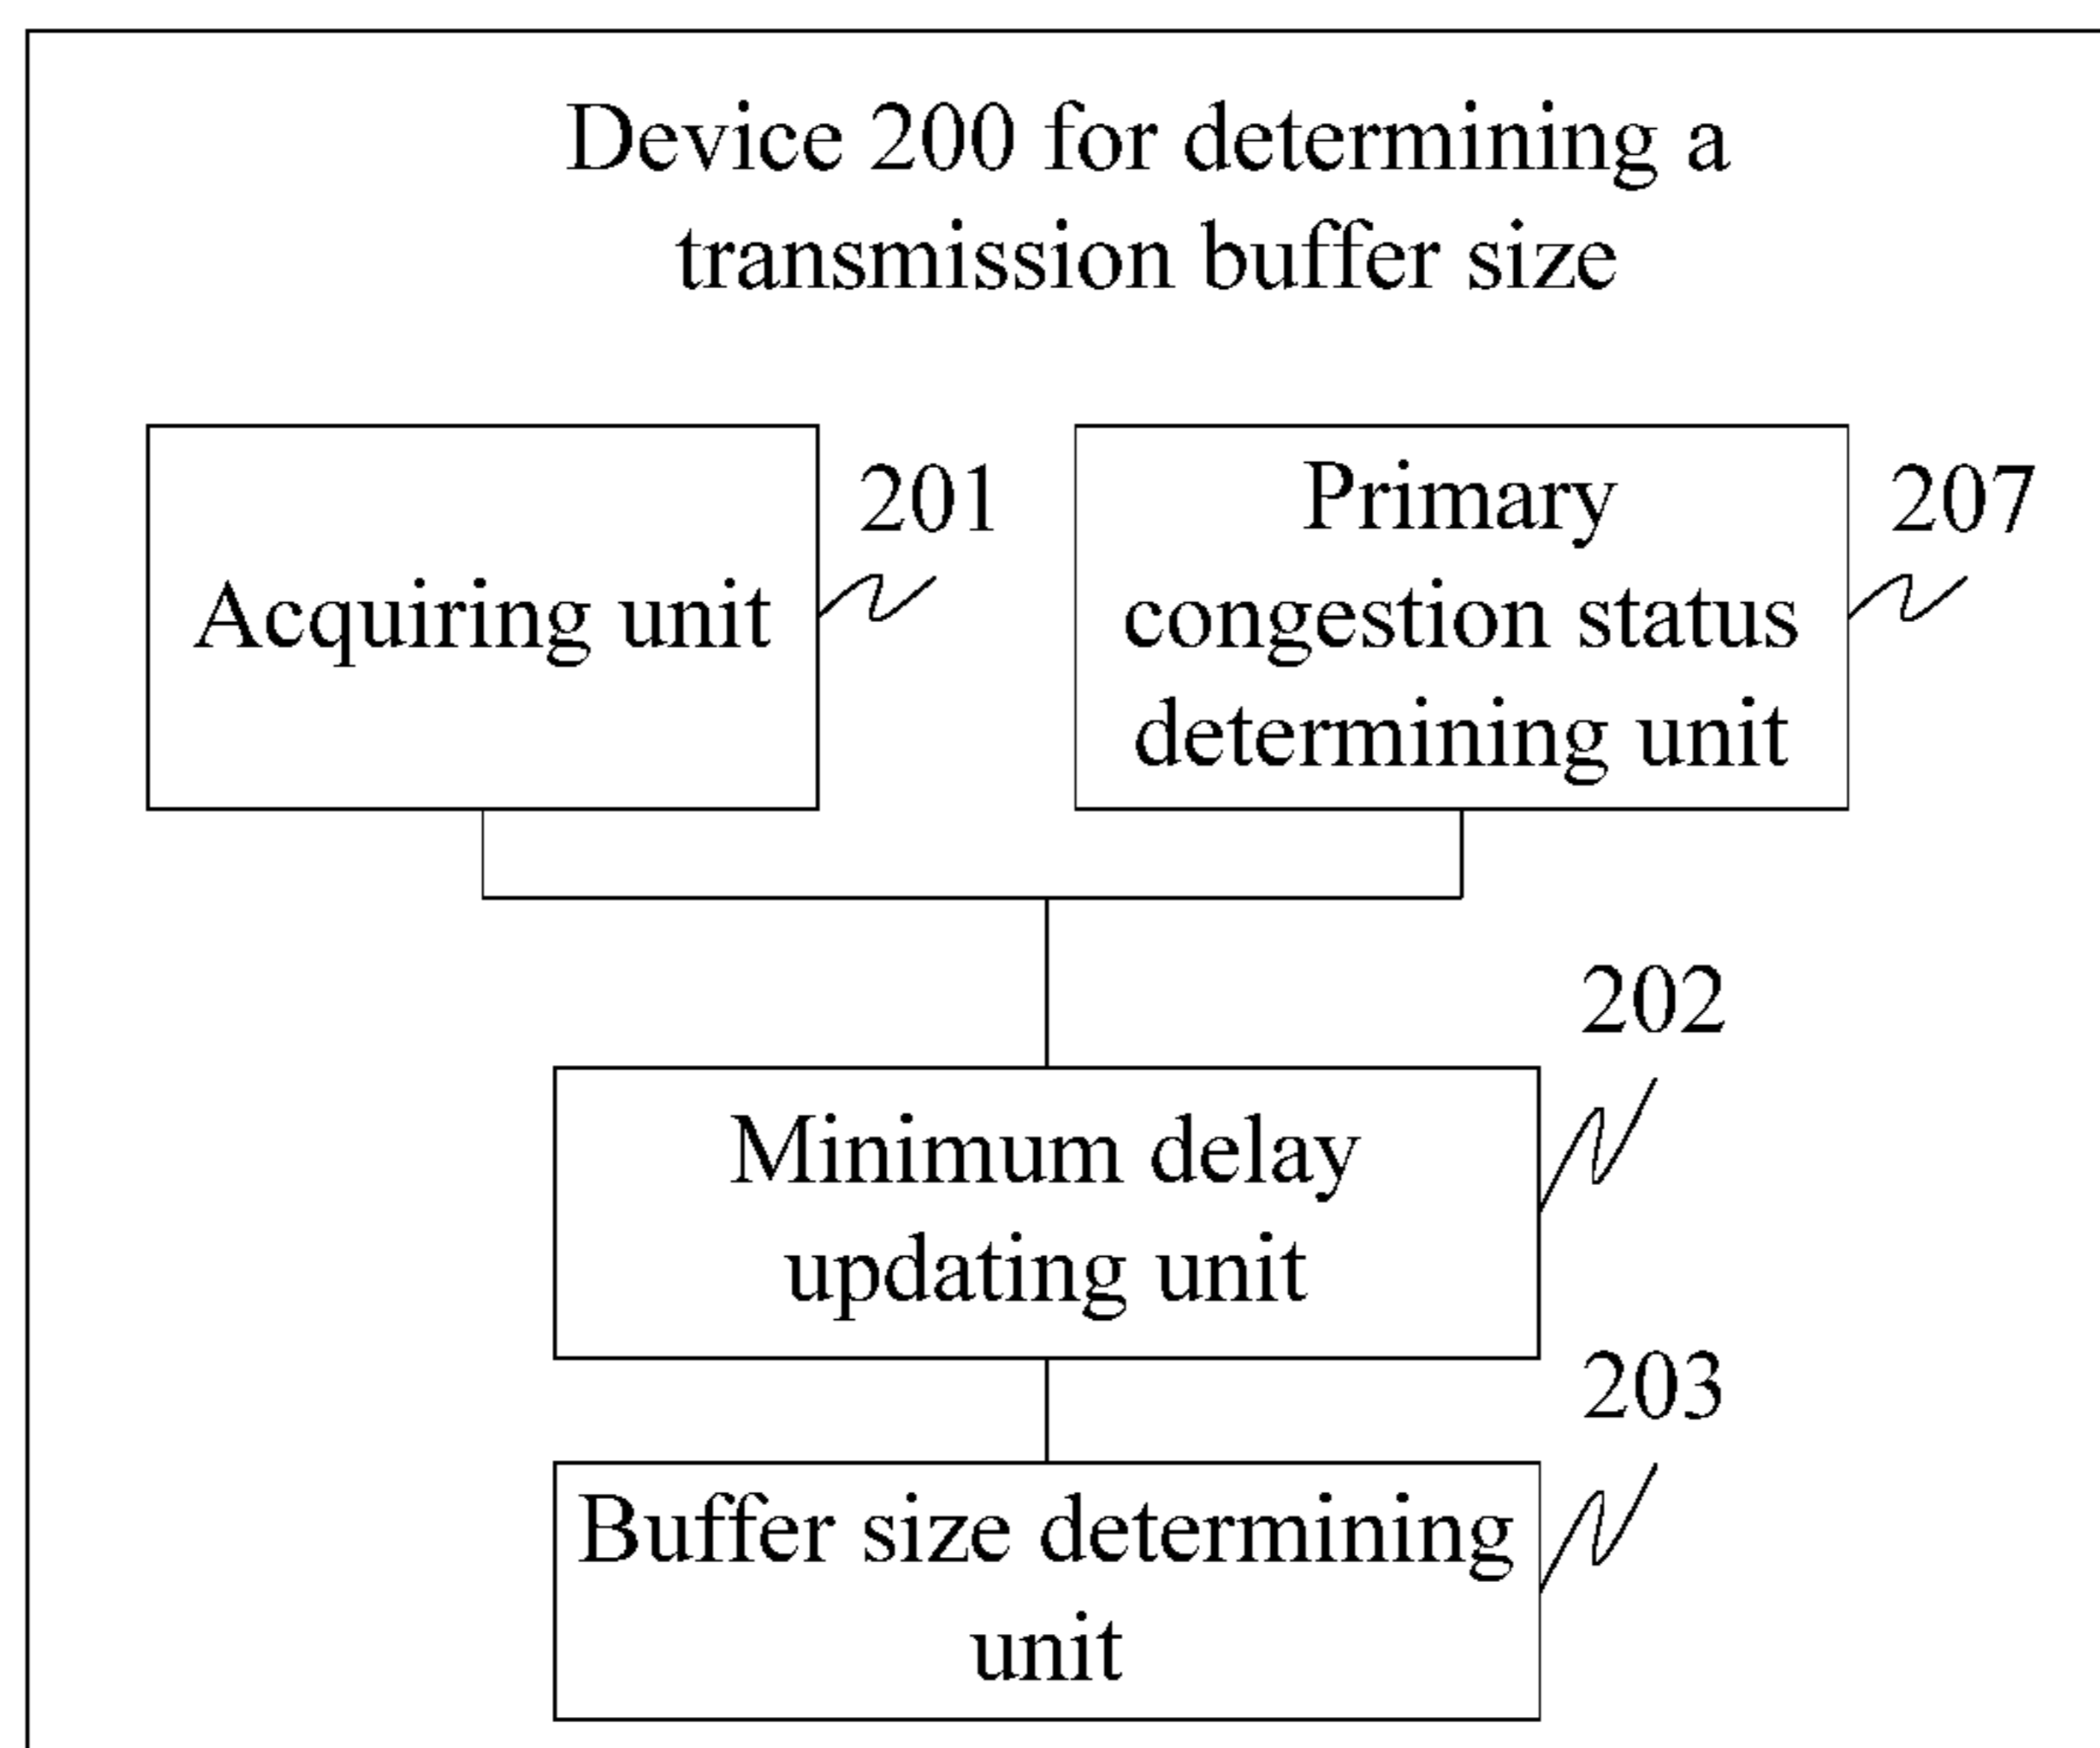 Device 200 for determining a
transmission buffer size
Acquiring unit
201
Primary
congestion status
determining unit
207
Minimum delay
updating unit
202
Buffer size determining
unit
203